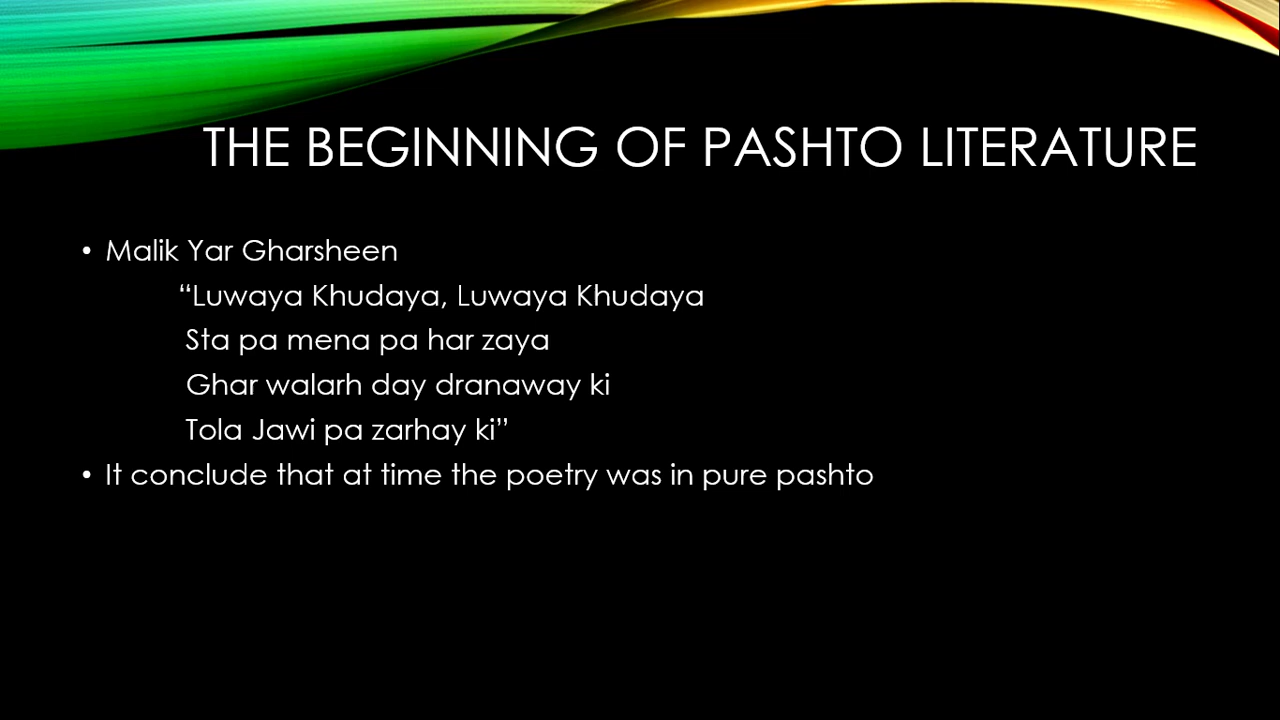 THE BEGINNING OF PASHTO LITERATURE
• Malik Yar Gharsheen
“Luwaya Khudaya, Luwaya Khudaya
Sta pa mena pa har zaya
Ghar walarh day dranaway ki
Tola Jawi pa zarhay ki”
• It conclude that at time the poetry was in pure pashto